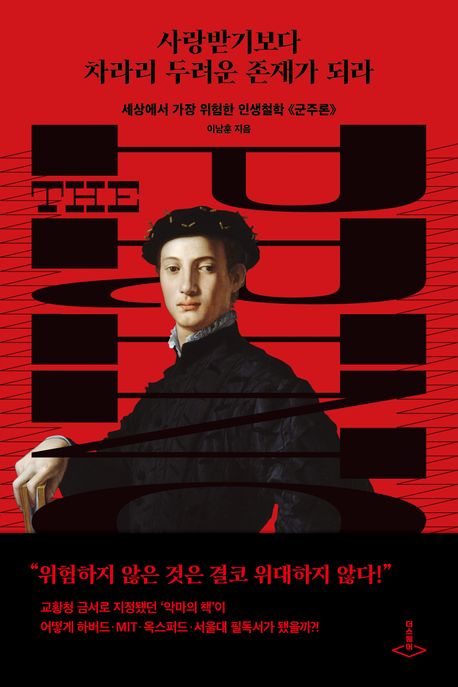 사랑받기보다
차라리 두려운 존재가 되라
세상에서 가장 위험한 인생철학 《군주론》
이남훈 지음
THE
PRINC
“위험하지 않은 것은 결코 위대하지 않다!”
교황청 금서로 지정됐던 ‘악마의 책’이
어떻게 하버드·MIT·옥스퍼드·서울대 필독서가 됐을까?!
더스퀘어